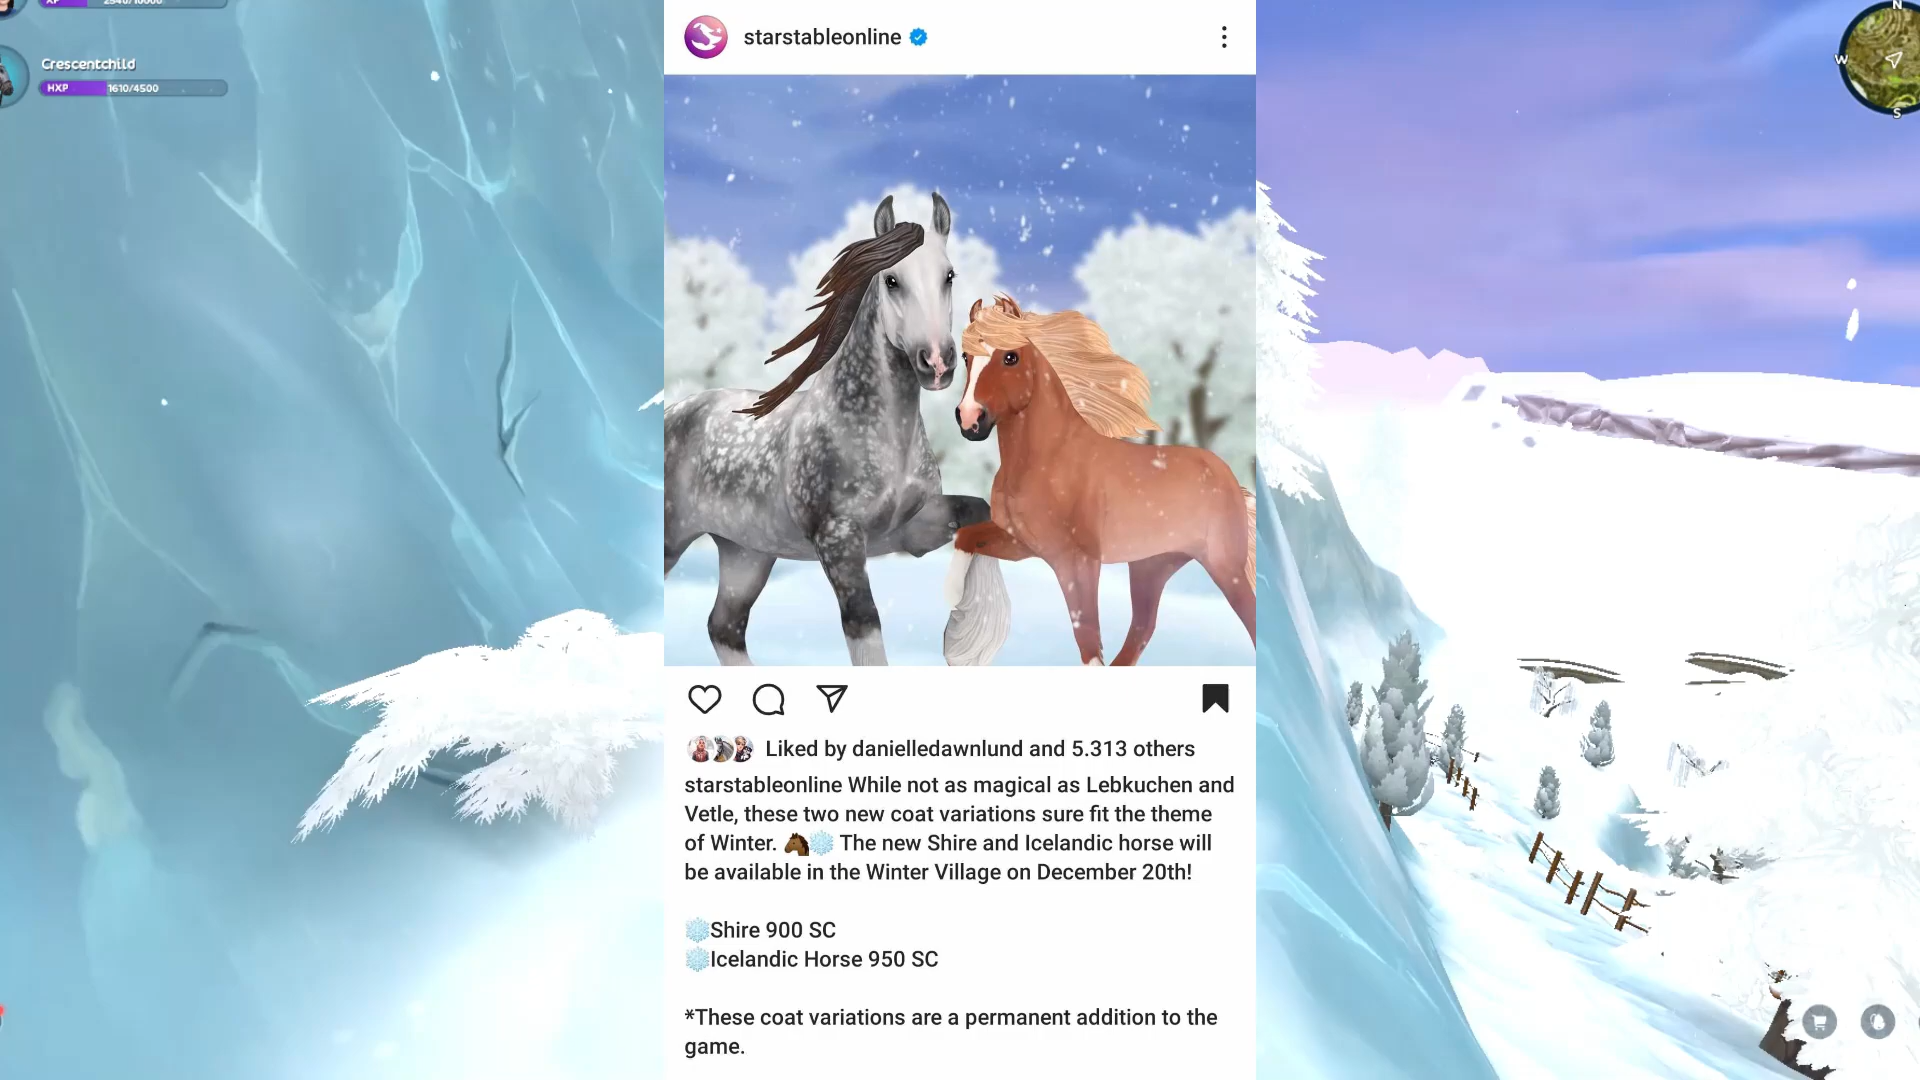 XP 2540/10000
Crescentchild
HXP 1610/4500
starstableonline
N
W
S
Liked by danielledawnlund and 5.313 others
starstableonline While not as magical as Lebkuchen and
Vetle, these two new coat variations sure fit the theme
of Winter. 🐴❄️ The new Shire and Icelandic horse will
be available in the Winter Village on December 20th!
❄️Shire 900 SC
❄️Icelandic Horse 950 SC
*These coat variations are a permanent addition to the
game.